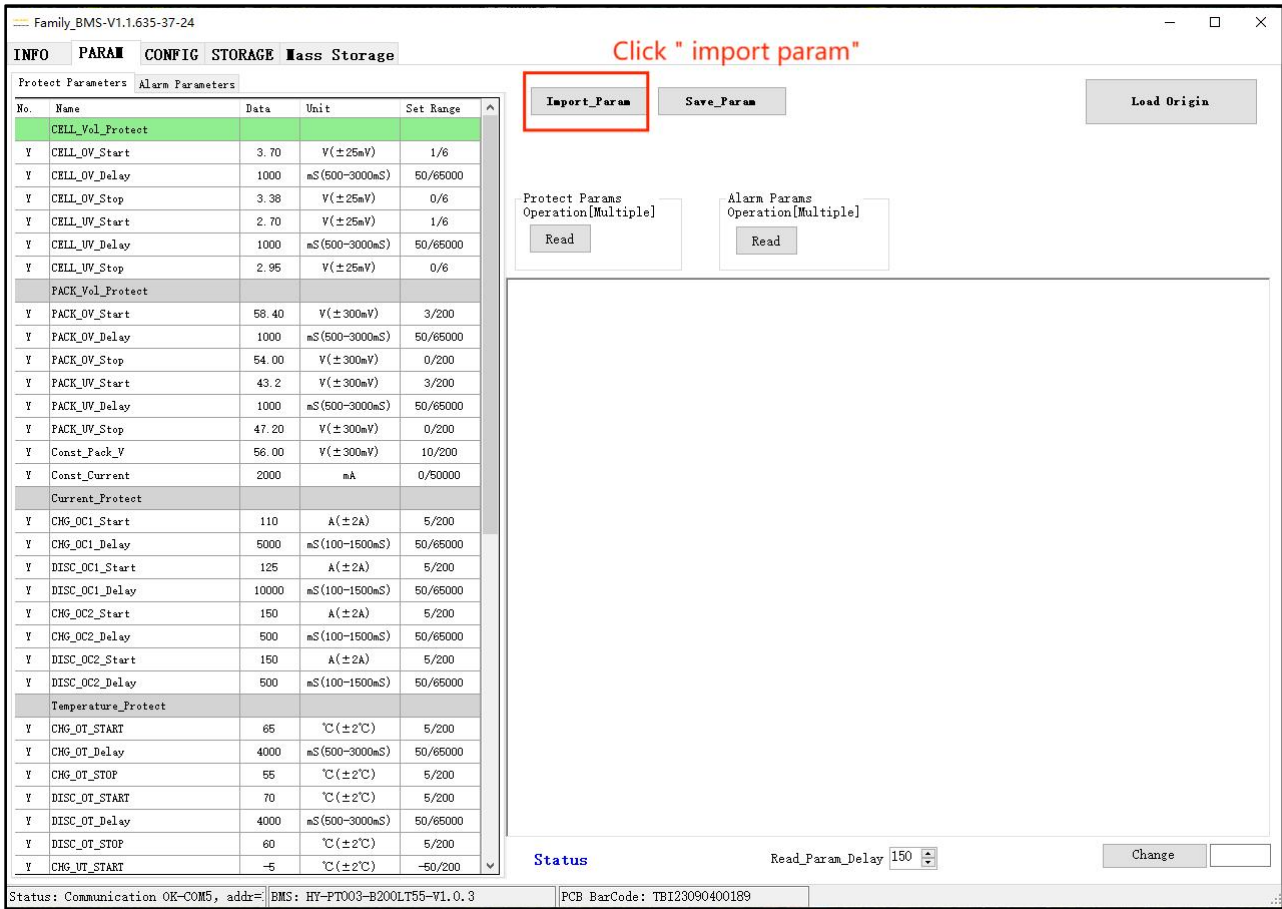 Family_BMS-V1.1.635-37-24
INFO PARAM CONFIG STORAGE Mass Storage
Click " import param"
Protect Parameters Alarm Parameters
Import_Param Save_Param Load Origin
No. Name Data Unit Set Range
CELL_Vol_Protect
Y CELL_OV_Start 3.70 V(±25mV) 1/6
Y CELL_OV_Delay 1000 mS(500-3000mS) 50/65000
Y CELL_OV_Stop 3.38 V(±25mV) 0/6
Y CELL_UV_Start 2.70 V(±25mV) 1/6
Y CELL_UV_Delay 1000 mS(500-3000mS) 50/65000
Y CELL_UV_Stop 2.95 V(±25mV) 0/6
PACK_Vol_Protect
Y PACK_OV_Start 58.40 V(±300mV) 3/200
Y PACK_OV_Delay 1000 mS(500-3000mS) 50/65000
Y PACK_OV_Stop 54.00 V(±300mV) 0/200
Y PACK_UV_Start 43.2 V(±300mV) 3/200
Y PACK_UV_Delay 1000 mS(500-3000mS) 50/65000
Y PACK_UV_Stop 47.20 V(±300mV) 0/200
Y Const_Pack_V 56.00 V(±300mV) 10/200
Y Const_Current 2000 mA 0/50000
Current_Protect
Y CHG_OC1_Start 110 A(±2A) 5/200
Y CHG_OC1_Delay 5000 mS(100-1500mS) 50/65000
Y DISC_OC1_Start 125 A(±2A) 5/200
Y DISC_OC1_Delay 10000 mS(100-1500mS) 50/65000
Y CHG_OC2_Start 150 A(±2A) 5/200
Y CHG_OC2_Delay 500 mS(100-1500mS) 50/65000
Y DISC_OC2_Start 150 A(±2A) 5/200
Y DISC_OC2_Delay 500 mS(100-1500mS) 50/65000
Temperature_Protect
Y CHG_OT_START 65 ℃(±2℃) 5/200
Y CHG_OT_Delay 4000 mS(500-3000mS) 50/65000
Y CHG_OT_STOP 55 ℃(±2℃) 5/200
Y DISC_OT_START 70 ℃(±2℃) 5/200
Y DISC_OT_Delay 4000 mS(500-3000mS) 50/65000
Y DISC_OT_STOP 60 ℃(±2℃) 5/200
Y CHG_UT_START -5 ℃(±2℃) -50/200
Protect Params
Operation[Multiple]
Read
Alarm Params
Operation[Multiple]
Read
Status Read_Param_Delay 150 Change
Status: Communication OK-COM5, addr= BMS: HY-PT003-B200LT55-V1.0.3 PCB BarCode: TBI23090400189